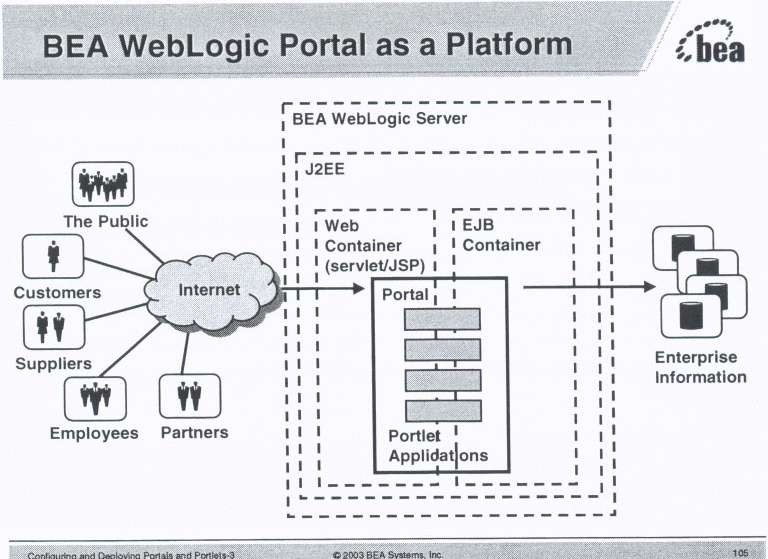 BEA WebLogic Portal as a Platform
bea
BEA WebLogic Server
J2EE
The Public
Web
Container
(servlet/JSP)
EJB
Container
Customers
Internet
Portal
Suppliers
Enterprise
Information
Employees
Partners
Portlet
Applications
Configuring and Deploying Portals and Portlets-3
© 2003 BEA Systems, Inc.
105